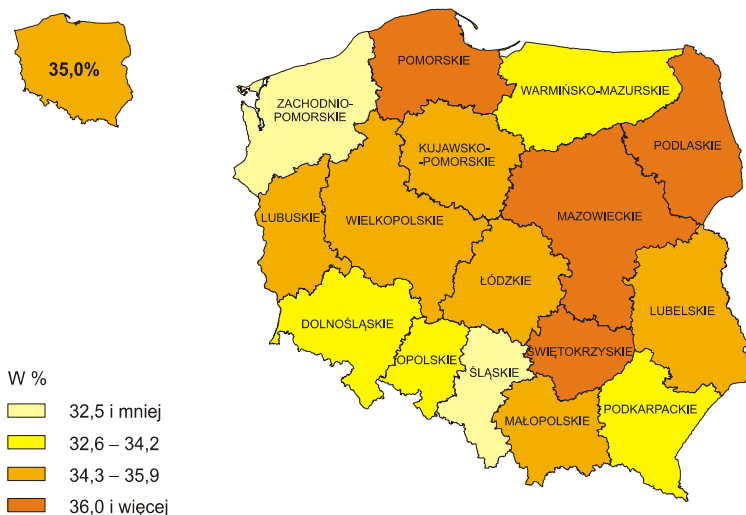 35,0%
POMORSKIE
WARMIŃSKO-MAZURSKIE
ZACHODNIO-
POMORSKIE
PODLASKIE
KUJAWSKO-
-POMORSKIE
LUBUSKIE
WIELKOPOLSKIE
MAZOWIECKIE
ŁÓDZKIE
LUBELSKIE
DOLNOŚLĄSKIE
OPOLSKIE
ŚLĄSKIE
ŚWIĘTOKRZYSKIE
MAŁOPOLSKIE
PODKARPACKIE
W %
32,5 i mniej
32,6 – 34,2
34,3 – 35,9
36,0 i więcej